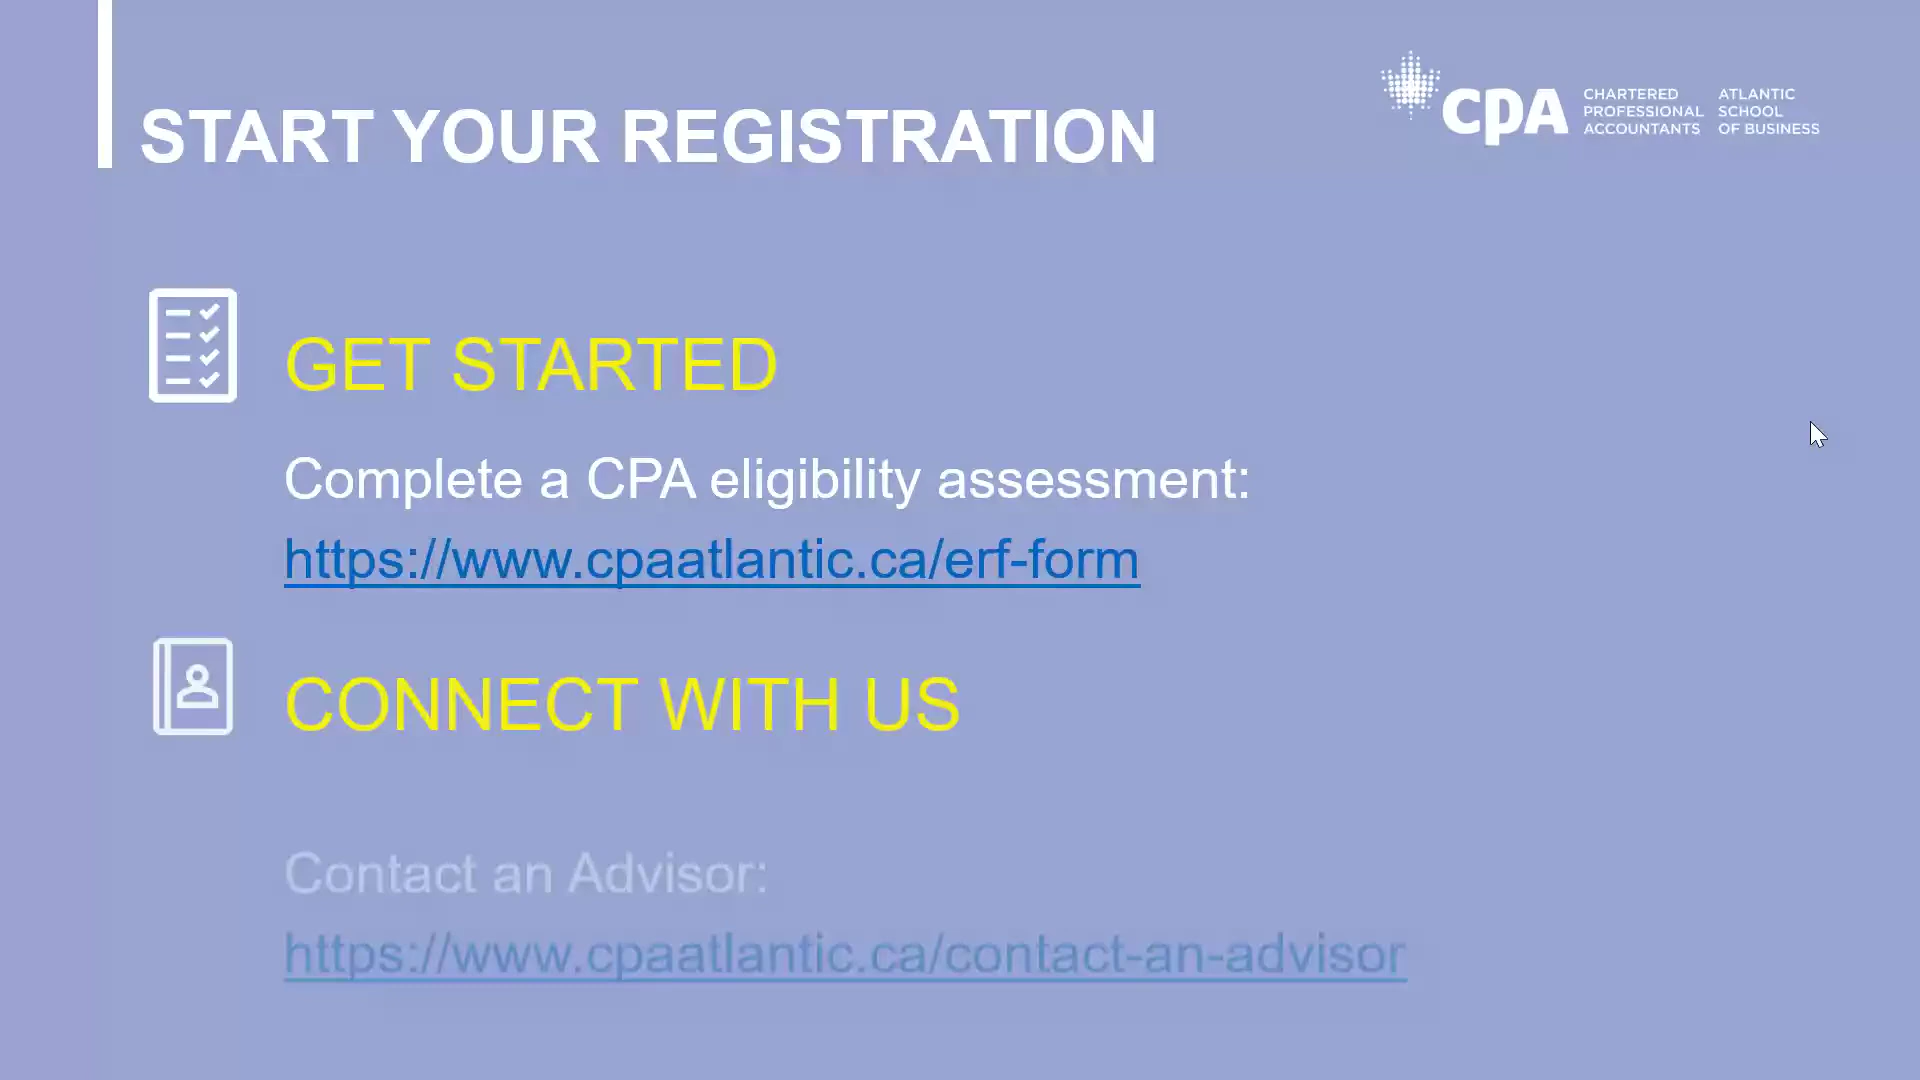 START YOUR REGISTRATION
CPA CHARTERED PROFESSIONAL ACCOUNTANTS ATLANTIC SCHOOL OF BUSINESS
GET STARTED
Complete a CPA eligibility assessment:
https://www.cpaatlantic.ca/erf-form
CONNECT WITH US
Contact an Advisor:
https://www.cpaatlantic.ca/contact-an-advisor